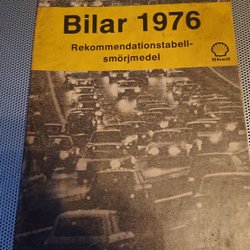 Bilar 1976
Rekommendationstabell-
smörjmedel
Shell